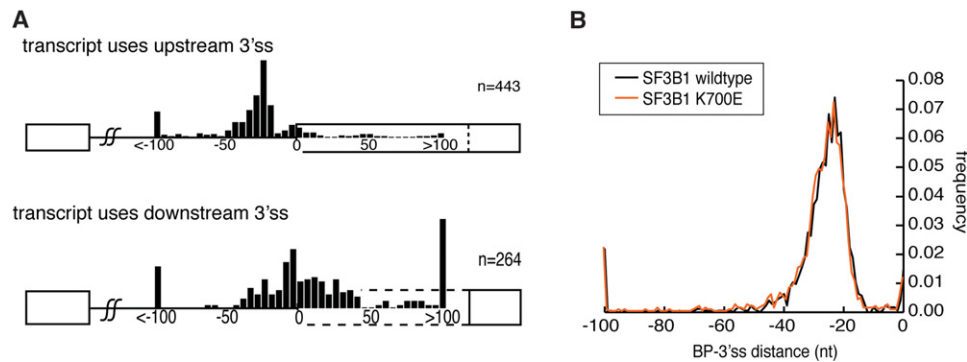 A
transcript uses upstream 3'ss
n=443
<-100 -50 0 50 >100
transcript uses downstream 3'ss
n=264
<-100 -50 0 50 >100
B
SF3B1 wildtype
SF3B1 K700E
0.08
0.07
0.06
0.05
0.04
0.03
0.02
0.01
0.00
frequency
-100 -80 -60 -40 -20 0
BP-3'ss distance (nt)